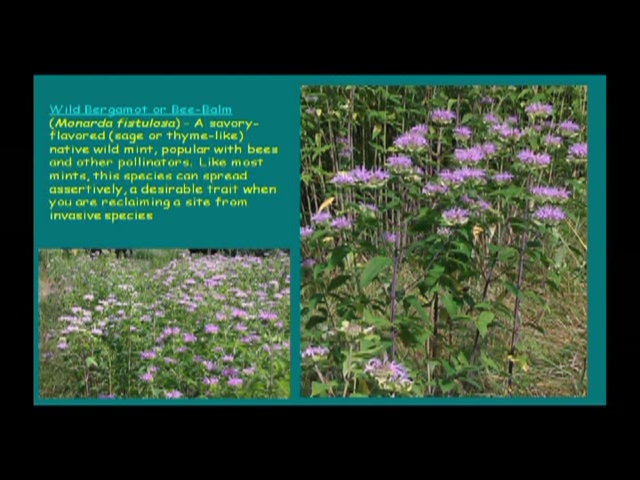 Wild Bergamot or Bee-Balm
(Monarda fistulosa) - A savory-
flavored (sage or thyme-like)
native wild mint, popular with bees
and other pollinators. Like most
mints, this species can spread
assertively, a desirable trait when
you are reclaiming a site from
invasive species